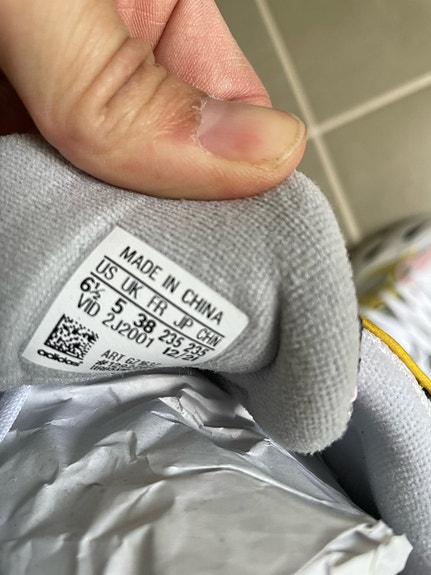 MADE IN CHINA
US UK FR JP CHN
6½ 5 38 235 235
VID 2J2001 12/21
ART
adidas